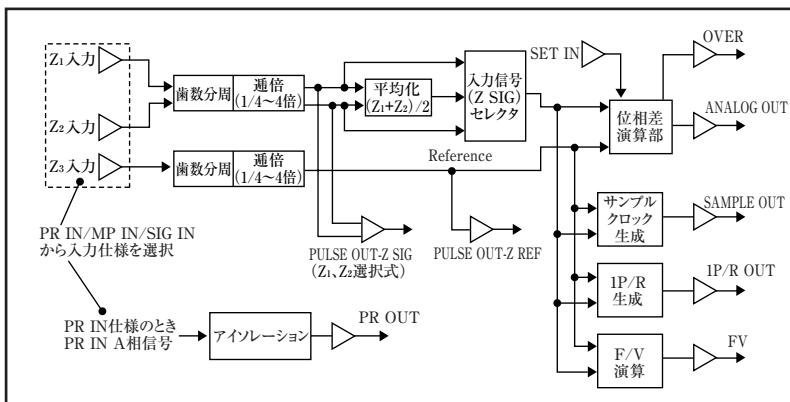 Z1入力
Z2入力
Z3入力
歯数分周
逓倍
(1/4～4倍)
歯数分周
逓倍
(1/4～4倍)
平均化
(Z1+Z2)/2
入力信号
(Z SIG)
セレクタ
Reference
SET IN
位相差
演算部
OVER
ANALOG OUT
サンプル
クロック
生成
SAMPLE OUT
1P/R
生成
1P/R OUT
F/V
演算
FV
PULSE OUT-Z SIG
(Z1、Z2選択式)
PULSE OUT-Z REF
PR IN/MP IN/SIG IN
から入力仕様を選択
PR IN仕様のとき
PR IN A相信号
アイソレーション
PR OUT